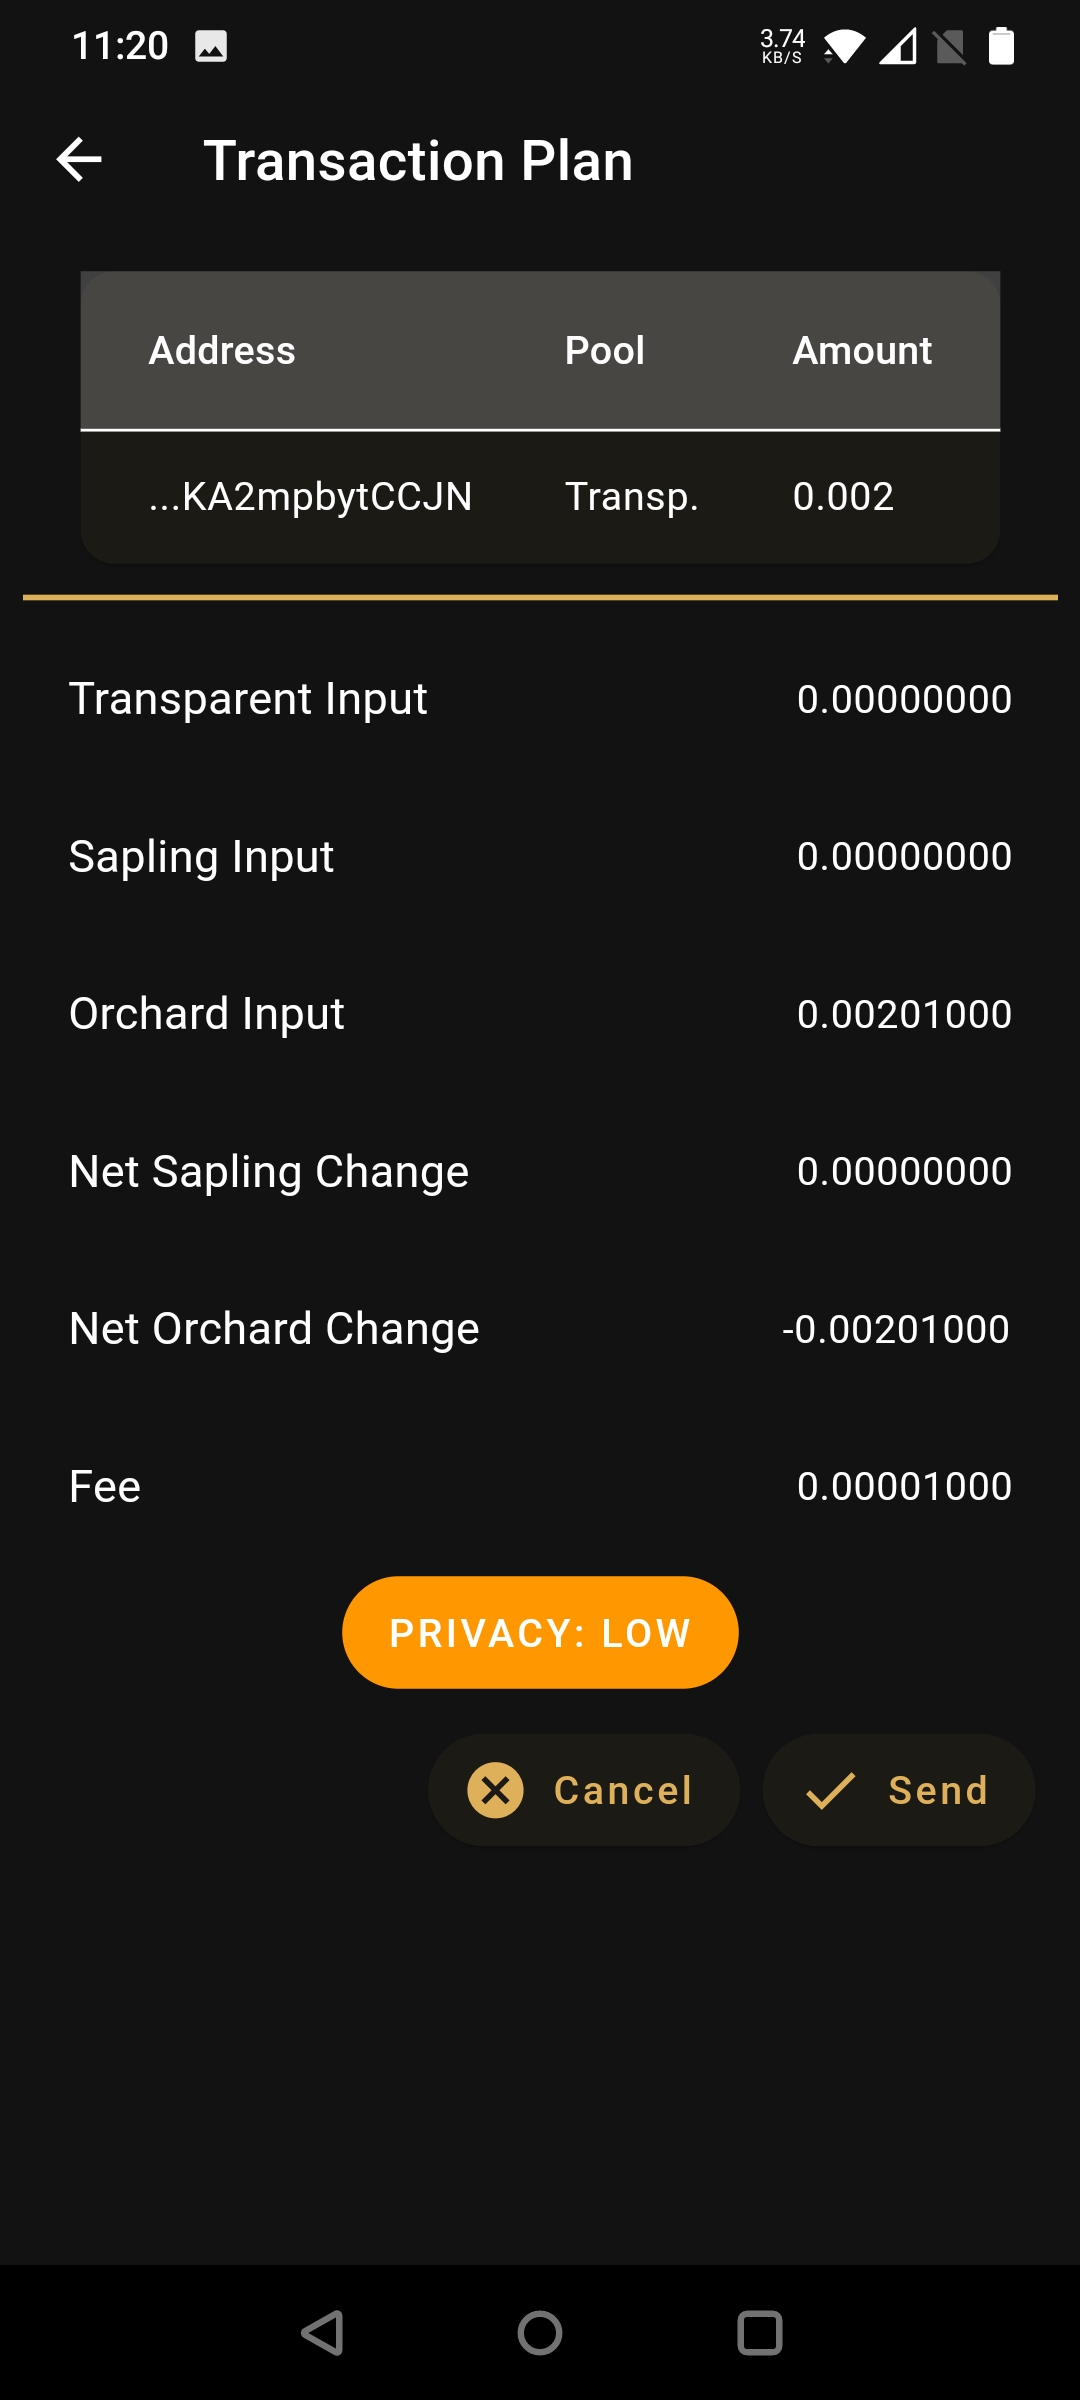 11:20 3.74 KB/S
Transaction Plan
Address Pool Amount
...KA2mpbytCCJN Transp. 0.002
Transparent Input 0.00000000
Sapling Input 0.00000000
Orchard Input 0.00201000
Net Sapling Change 0.00000000
Net Orchard Change -0.00201000
Fee 0.00001000
PRIVACY: LOW
Cancel Send